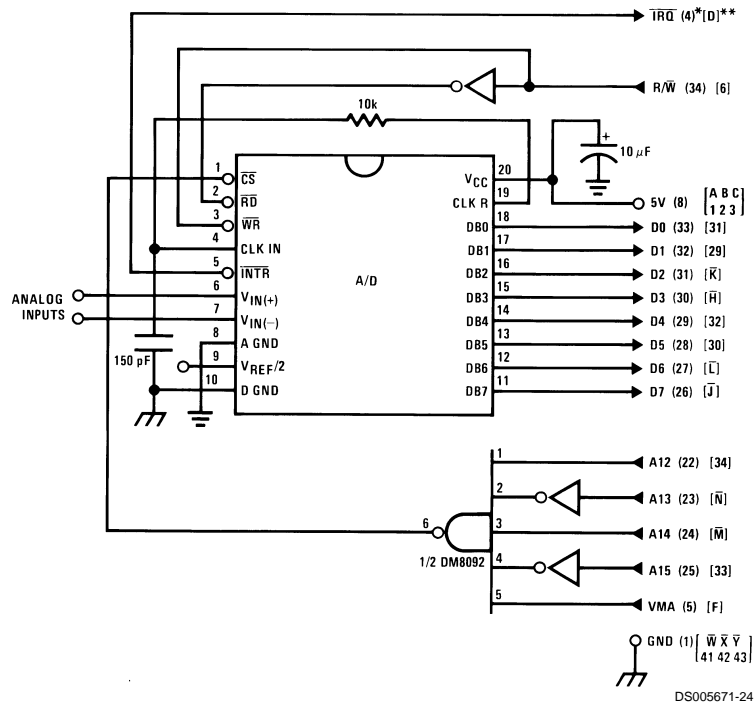 IRQ (4)*[D]**
R/W̅ (34) [6]
10k
+
10 μF
5V (8) [A B C
1 2 3]
1 C̅S̅
2 R̅D̅
3 W̅R̅
4 CLK IN
5 I̅N̅T̅R̅
6 VIN(+)
7 VIN(−)
8 A GND
9 VREF/2
10 D GND
A/D
VCC 20
CLK R 19
DB0 18
DB1 17
DB2 16
DB3 15
DB4 14
DB5 13
DB6 12
DB7 11
D0 (33) [31]
D1 (32) [29]
D2 (31) [K̅]
D3 (30) [H̅]
D4 (29) [32]
D5 (28) [30]
D6 (27) [L̅]
D7 (26) [J̅]
ANALOG
INPUTS
150 pF
1 A12 (22) [34]
2 A13 (23) [N̅]
3 A14 (24) [M̅]
4 A15 (25) [33]
5 VMA (5) [F]
6
1/2 DM8092
GND (1) [W̅ X̅ Y̅
41 42 43]
DS005671-24